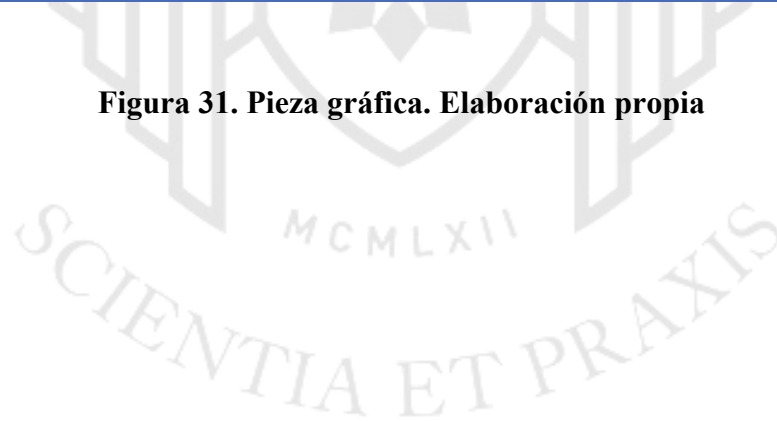 Figura 31. Pieza gráfica. Elaboración propia
MCMLXII
SCIENTIA ET PRAXIS